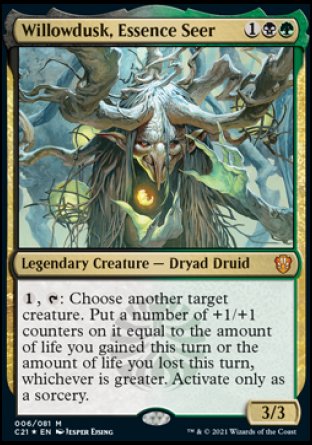 Willowdusk, Essence Seer 1
Legendary Creature — Dryad Druid
1, : Choose another target
creature. Put a number of +1/+1
counters on it equal to the
amount of life you gained this turn or the
amount of life you lost this turn,
whichever is greater. Activate only as
a sorcery.
3/3
006/081 M
C21 ★ EN Jesper Ejsing
™ & © 2021 Wizards of the Coast